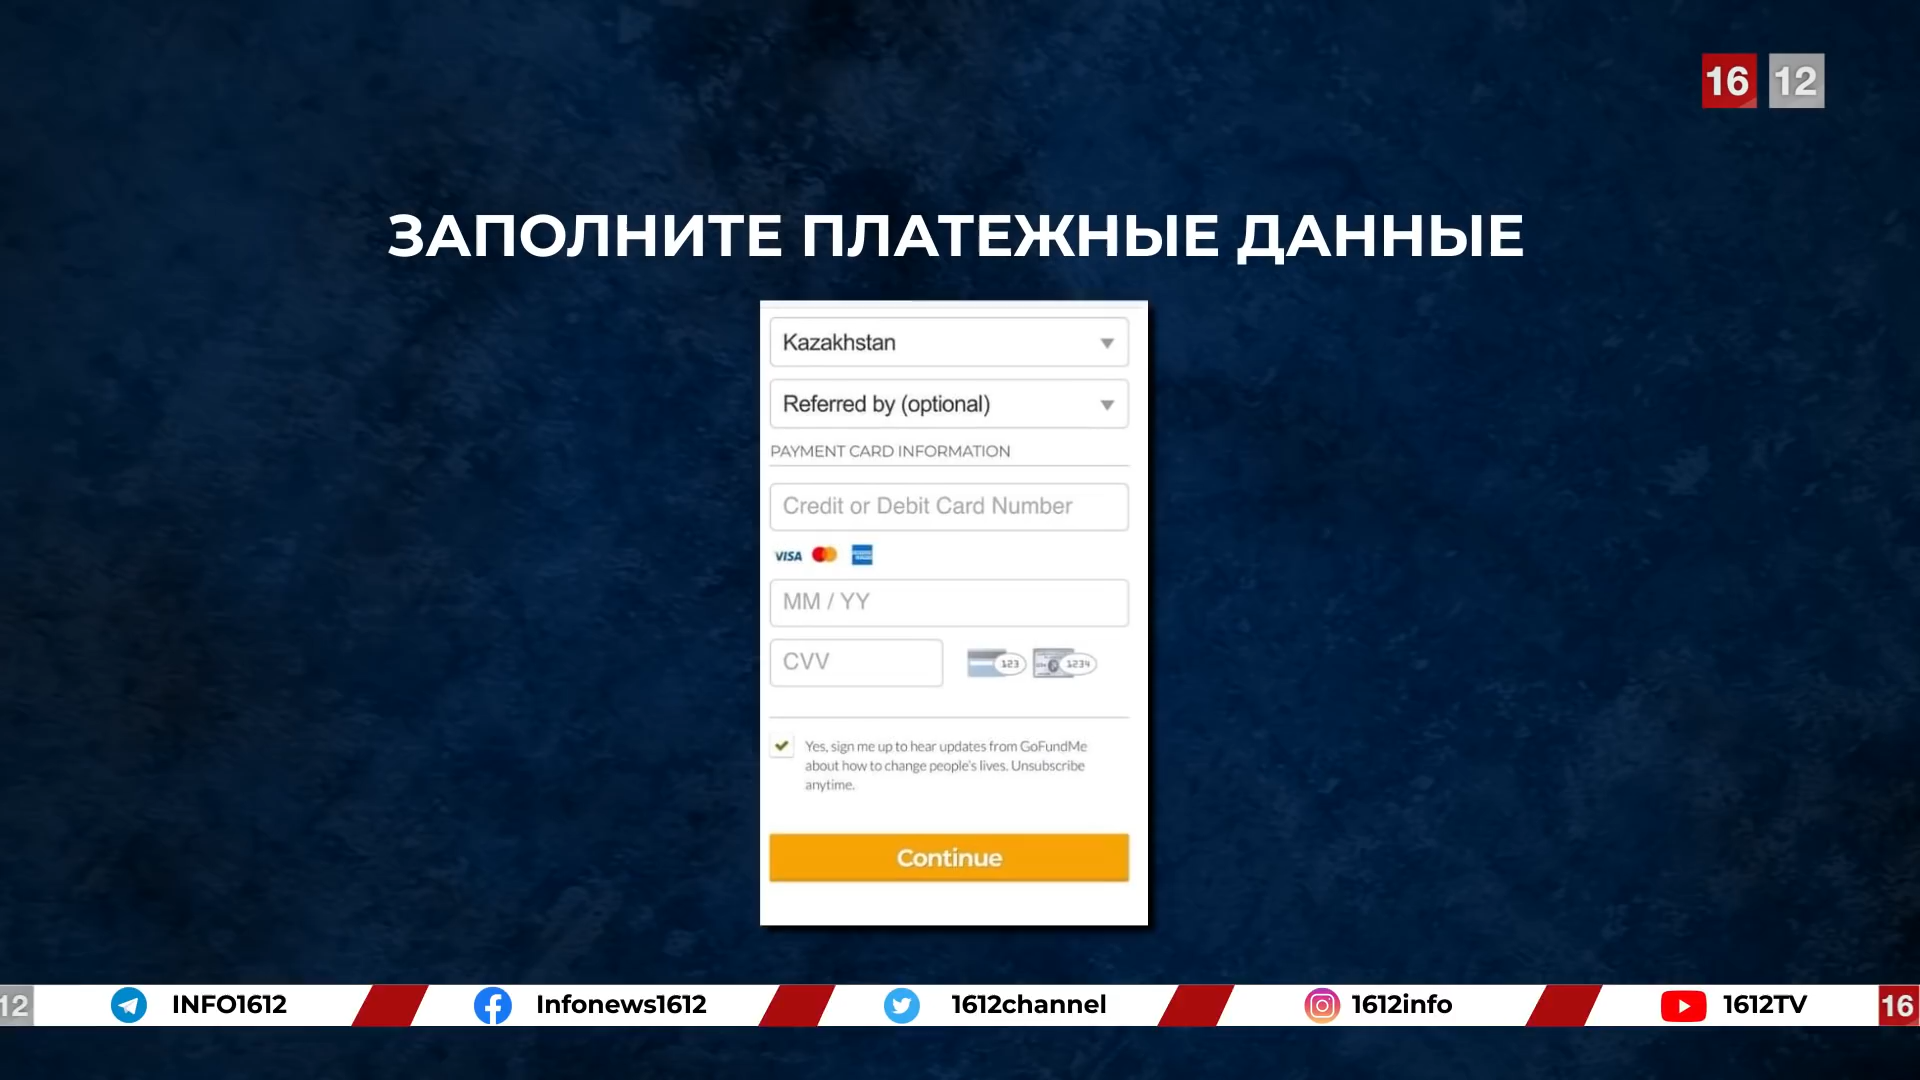 16 12
ЗАПОЛНИТЕ ПЛАТЕЖНЫЕ ДАННЫЕ
Kazakhstan
Referred by (optional)
PAYMENT CARD INFORMATION
Credit or Debit Card Number
VISA
MM / YY
CVV
123 1234
Yes, sign me up to hear updates from GoFundMe
about how to change people's lives. Unsubscribe
anytime.
Continue
12 INFO1612 Infonews1612 1612channel 1612info 1612TV 16